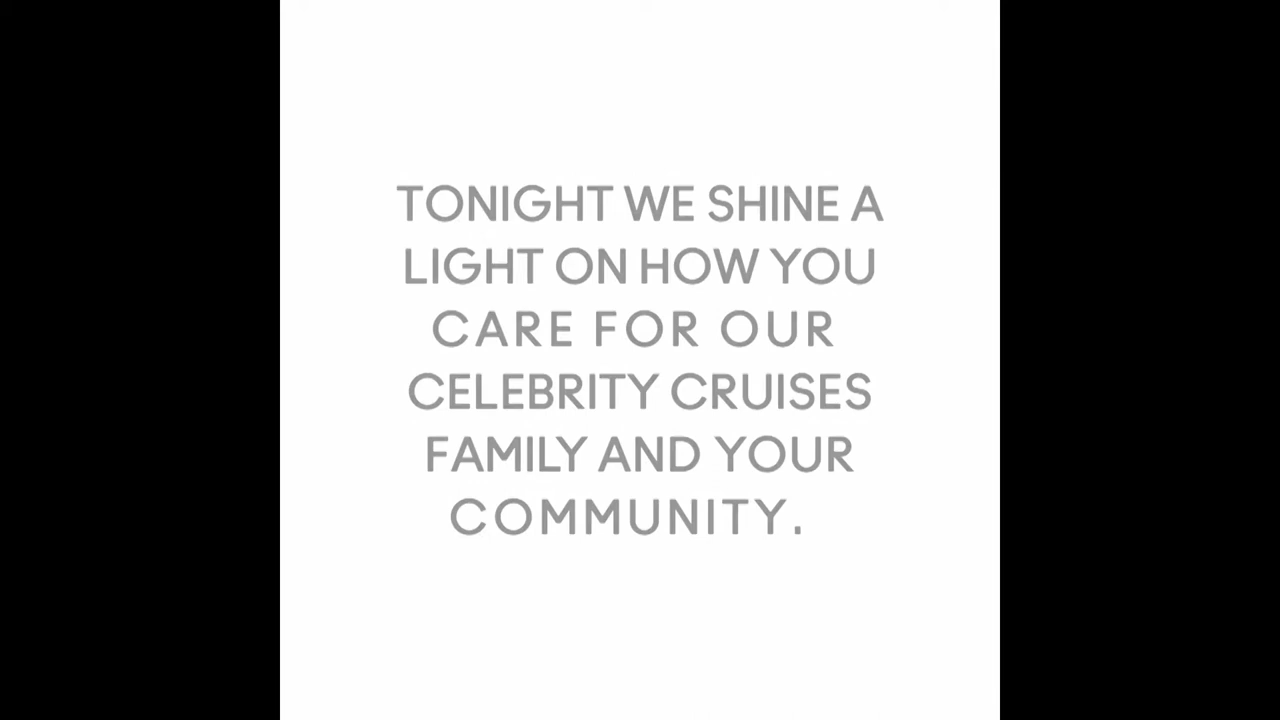 TONIGHT WE SHINE A
LIGHT ON HOW YOU
CARE FOR OUR
CELEBRITY CRUISES
FAMILY AND YOUR
COMMUNITY.